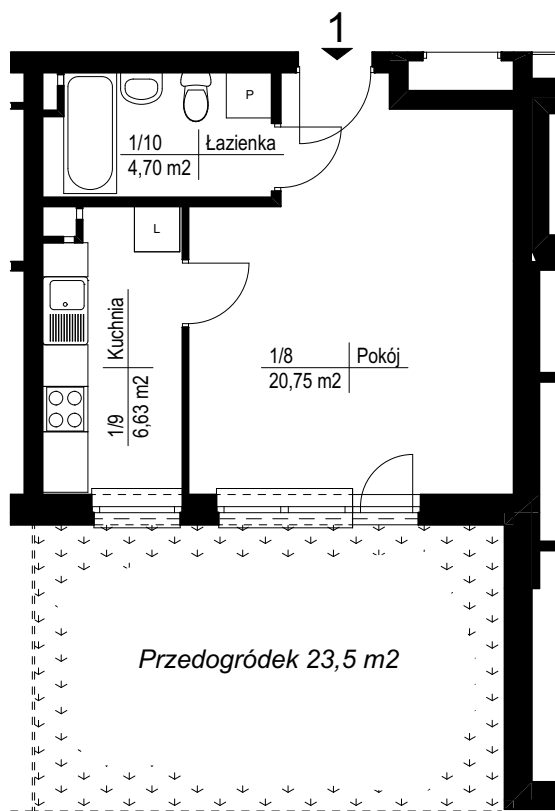 1
P
1/10 Łazienka
4,70 m2
L
Kuchnia
1/9
6,63 m2
1/8 Pokój
20,75 m2
Przedogródek 23,5 m2